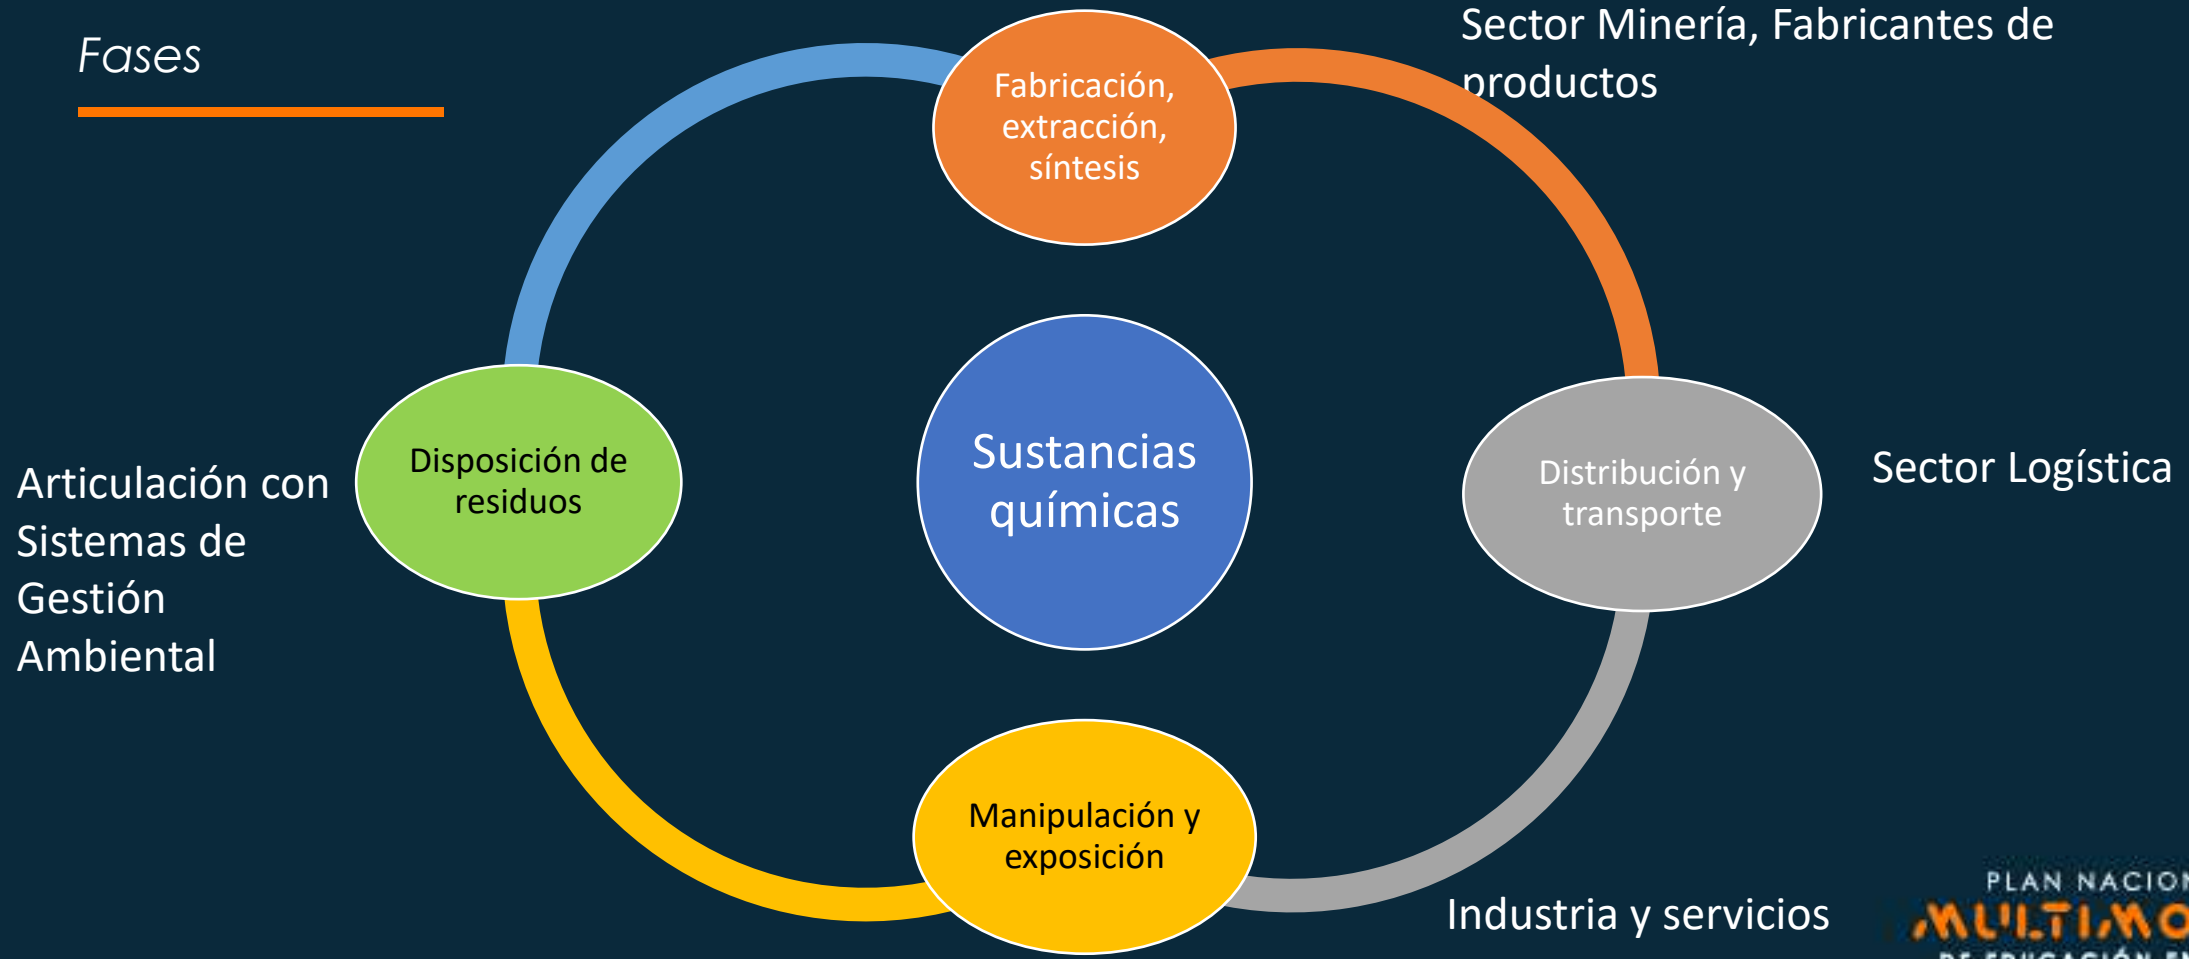 Fases
Sector Minería, Fabricantes de
productos
Fabricación,
extracción,
síntesis
Sustancias
químicas
Distribución y
transporte
Sector Logística
Disposición de
residuos
Articulación con
Sistemas de
Gestión
Ambiental
Manipulación y
exposición
Industria y servicios
PLAN